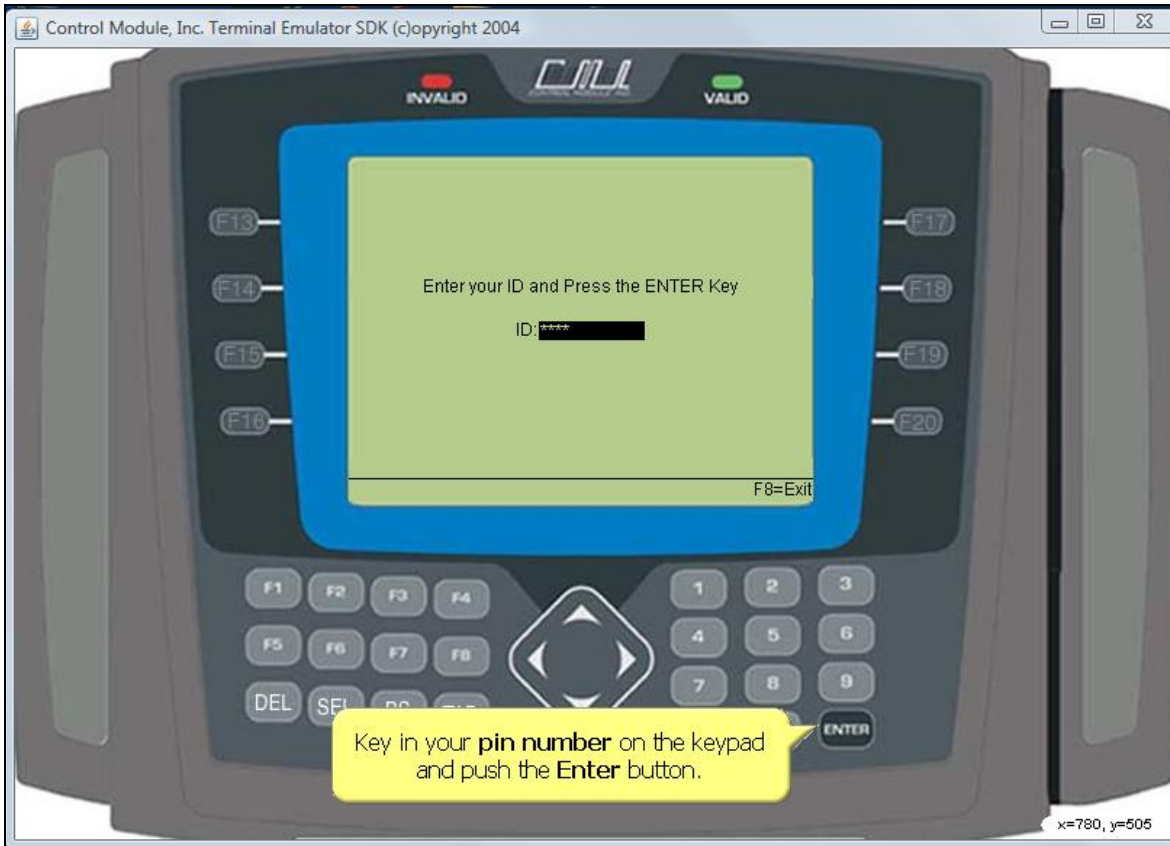 Control Module, Inc. Terminal Emulator SDK (c)opyright 2004
INVALID
CMI
VALID
F13
F17
Enter your ID and Press the ENTER Key
F14
F18
ID:****
F15
F19
F16
F20
F8=Exit
F1 F2 F3 F4
1 2 3
F5 F6 F7 F8
4 5 6
7 8 9
DEL
ENTER
Key in your pin number on the keypad
and push the Enter button.
x=780, y=505